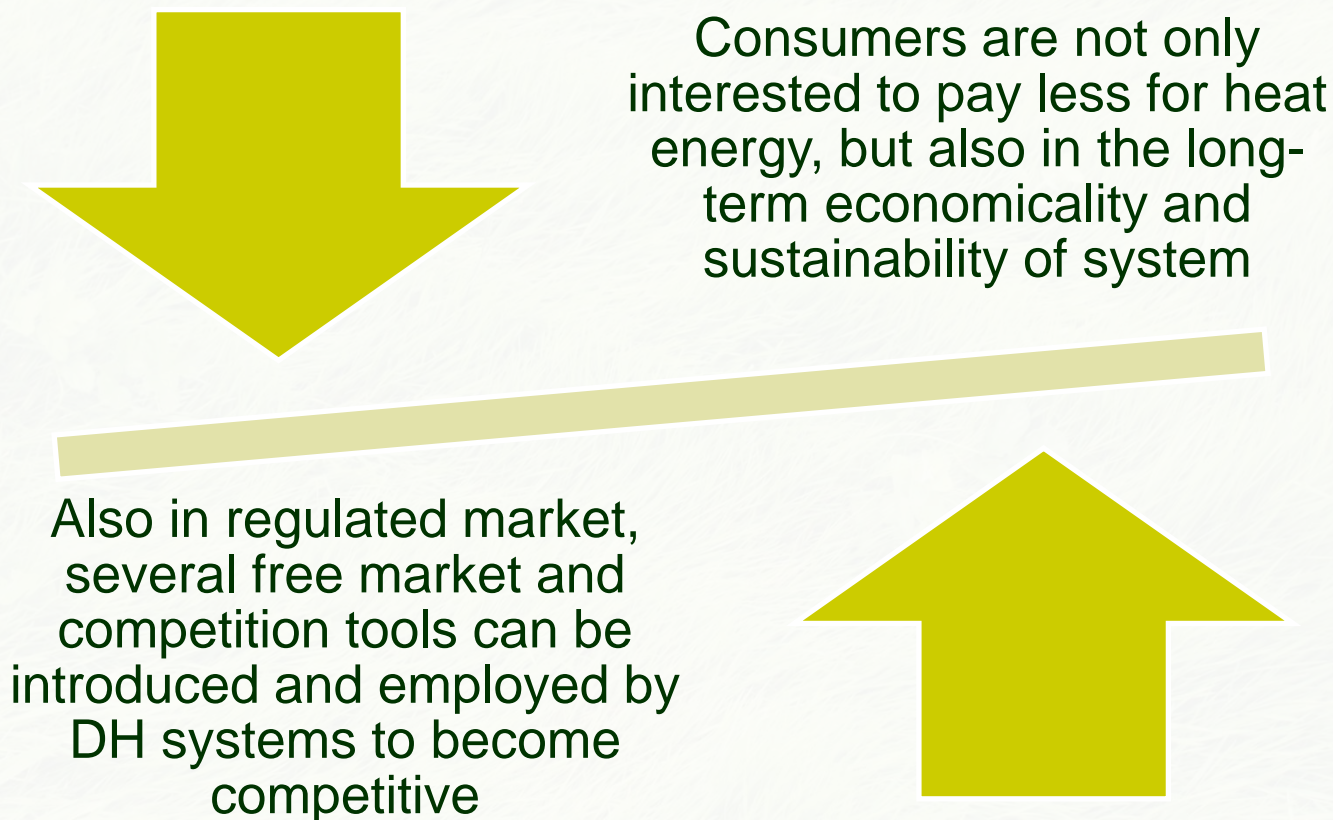 Consumers are not only
interested to pay less for heat
energy, but also in the long-
term economicality and
sustainability of system
Also in regulated market,
several free market and
competition tools can be
introduced and employed by
DH systems to become
competitive